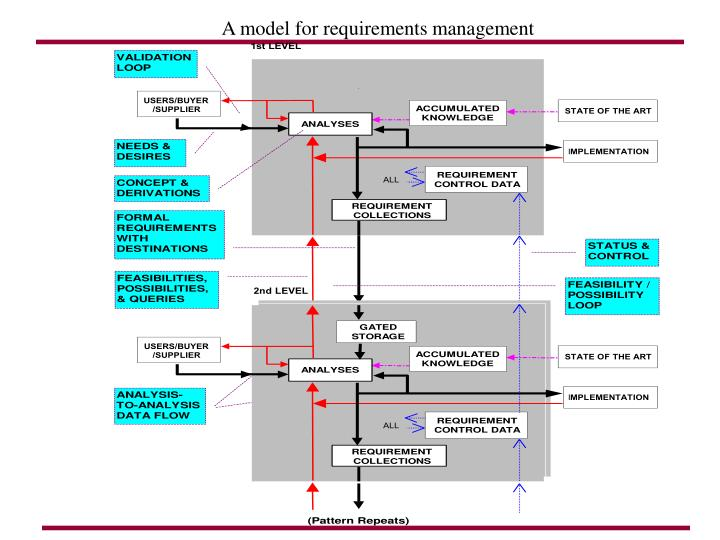 A model for requirements management
1st LEVEL
VALIDATION
LOOP
USERS/BUYER
/SUPPLIER
ANALYSES
ACCUMULATED
KNOWLEDGE
STATE OF THE ART
NEEDS &
DESIRES
IMPLEMENTATION
CONCEPT &
DERIVATIONS
ALL
REQUIREMENT
CONTROL DATA
REQUIREMENT
COLLECTIONS
FORMAL
REQUIREMENTS
WITH
DESTINATIONS
STATUS &
CONTROL
FEASIBILITIES,
POSSIBILITIES,
& QUERIES
FEASIBILITY /
POSSIBILITY
LOOP
2nd LEVEL
GATED
STORAGE
USERS/BUYER
/SUPPLIER
ANALYSES
ACCUMULATED
KNOWLEDGE
STATE OF THE ART
ANALYSIS-
TO-ANALYSIS
DATA FLOW
IMPLEMENTATION
ALL
REQUIREMENT
CONTROL DATA
REQUIREMENT
COLLECTIONS
(Pattern Repeats)